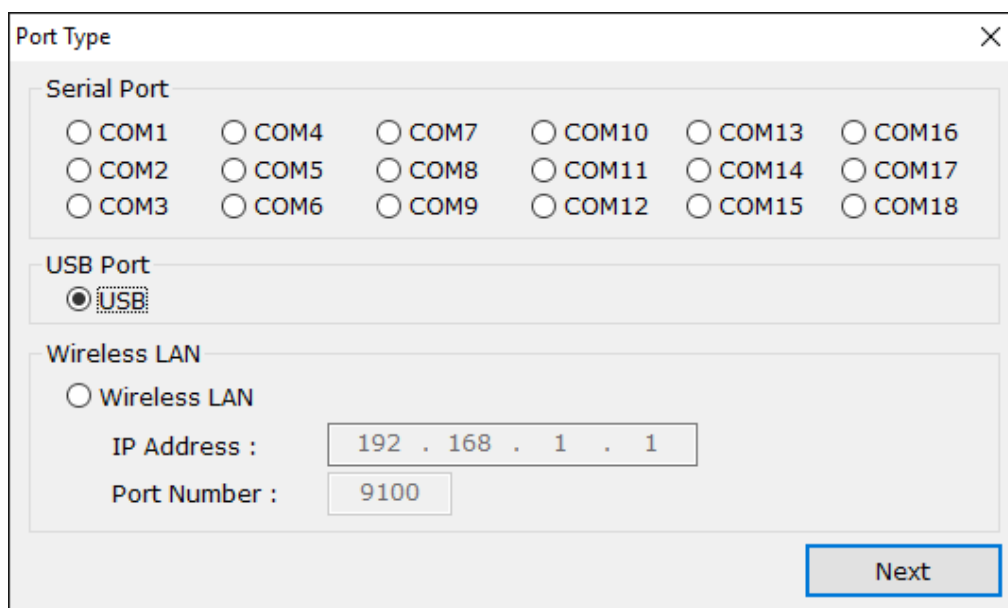 Port Type
Serial Port
COM1 COM4 COM7 COM10 COM13 COM16
COM2 COM5 COM8 COM11 COM14 COM17
COM3 COM6 COM9 COM12 COM15 COM18
USB Port
USB
Wireless LAN
Wireless LAN
IP Address : 192 . 168 . 1 . 1
Port Number : 9100
Next